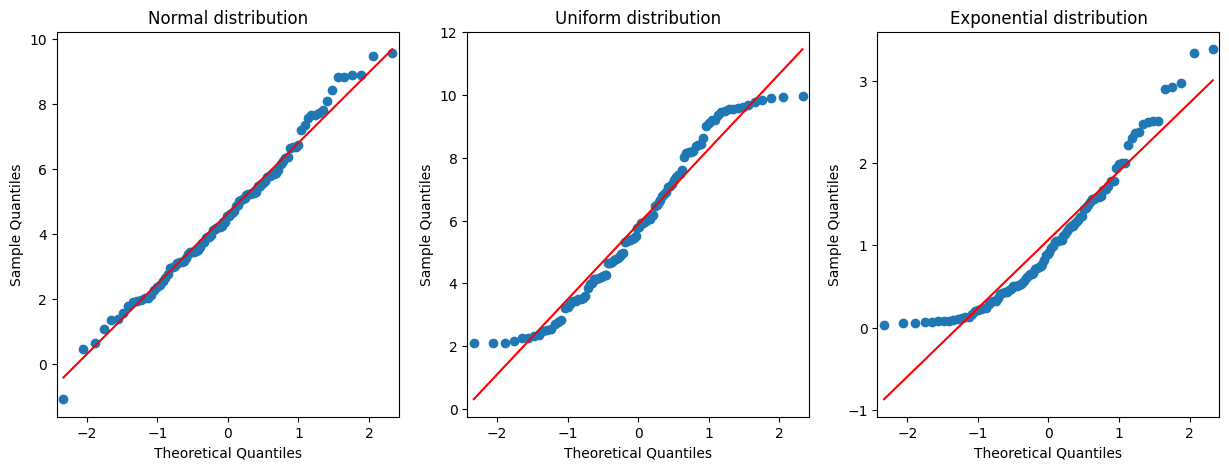 Normal distribution
10
8
6
4
2
0
Sample Quantiles
−2 −1 0 1 2
Theoretical Quantiles
Uniform distribution
12
10
8
6
4
2
0
Sample Quantiles
−2 −1 0 1 2
Theoretical Quantiles
Exponential distribution
3
2
1
0
−1
Sample Quantiles
−2 −1 0 1 2
Theoretical Quantiles